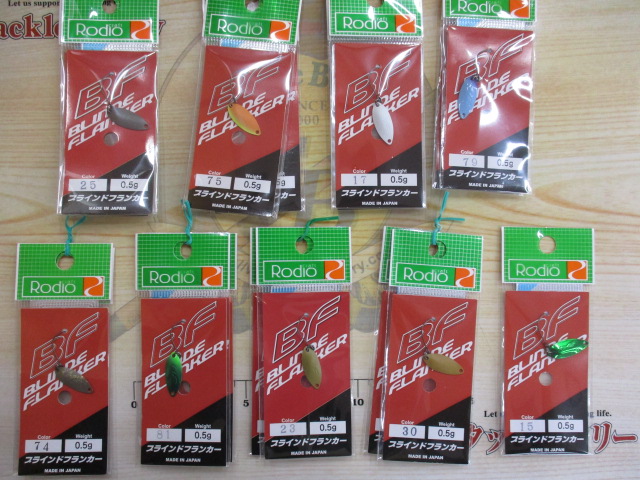 Let us support
Rodio
Rodio
Rodio
Rodio
BF
BLINDE
FLANKER
Color
Weight
25
0.5g
ブラインドフランカー
MADE IN JAPAN
BF
BLINDE
FLANKER
Color
Weight
75
0.5g
ブラインドフランカー
MADE IN JAPAN
BF
BLINDE
FLANKER
Color
Weight
17
0.5g
ブラインドフランカー
MADE IN JAPAN
BF
BLINDE
FLANKER
Color
Weight
79
0.5g
ブラインドフランカー
MADE IN JAPAN
Rodio
BF
BLINDE
FLANKER
Color
Weight
74
0.5g
ブラインドフランカー
MADE IN JAPAN
Rodio
BF
BLINDE
FLANKER
Color
Weight
81
0.5g
ブラインドフランカー
MADE IN JAPAN
Rodio
BF
BLINDE
FLANKER
Color
Weight
23
0.5g
ブラインドフランカー
MADE IN JAPAN
Rodio
BF
BLINDE
FLANKER
Color
Weight
30
0.5g
ブラインドフランカー
MADE IN JAPAN
Rodio
BF
BLINDE
FLANKER
Color
Weight
15
0.5g
ブラインドフランカー
MADE IN JAPAN
0
5
10